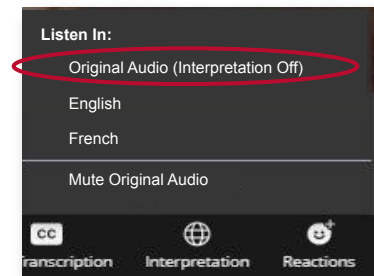 Listen In:
Original Audio (Interpretation Off)
English
French
Mute Original Audio
CC
ranscription Interpretation Reactions